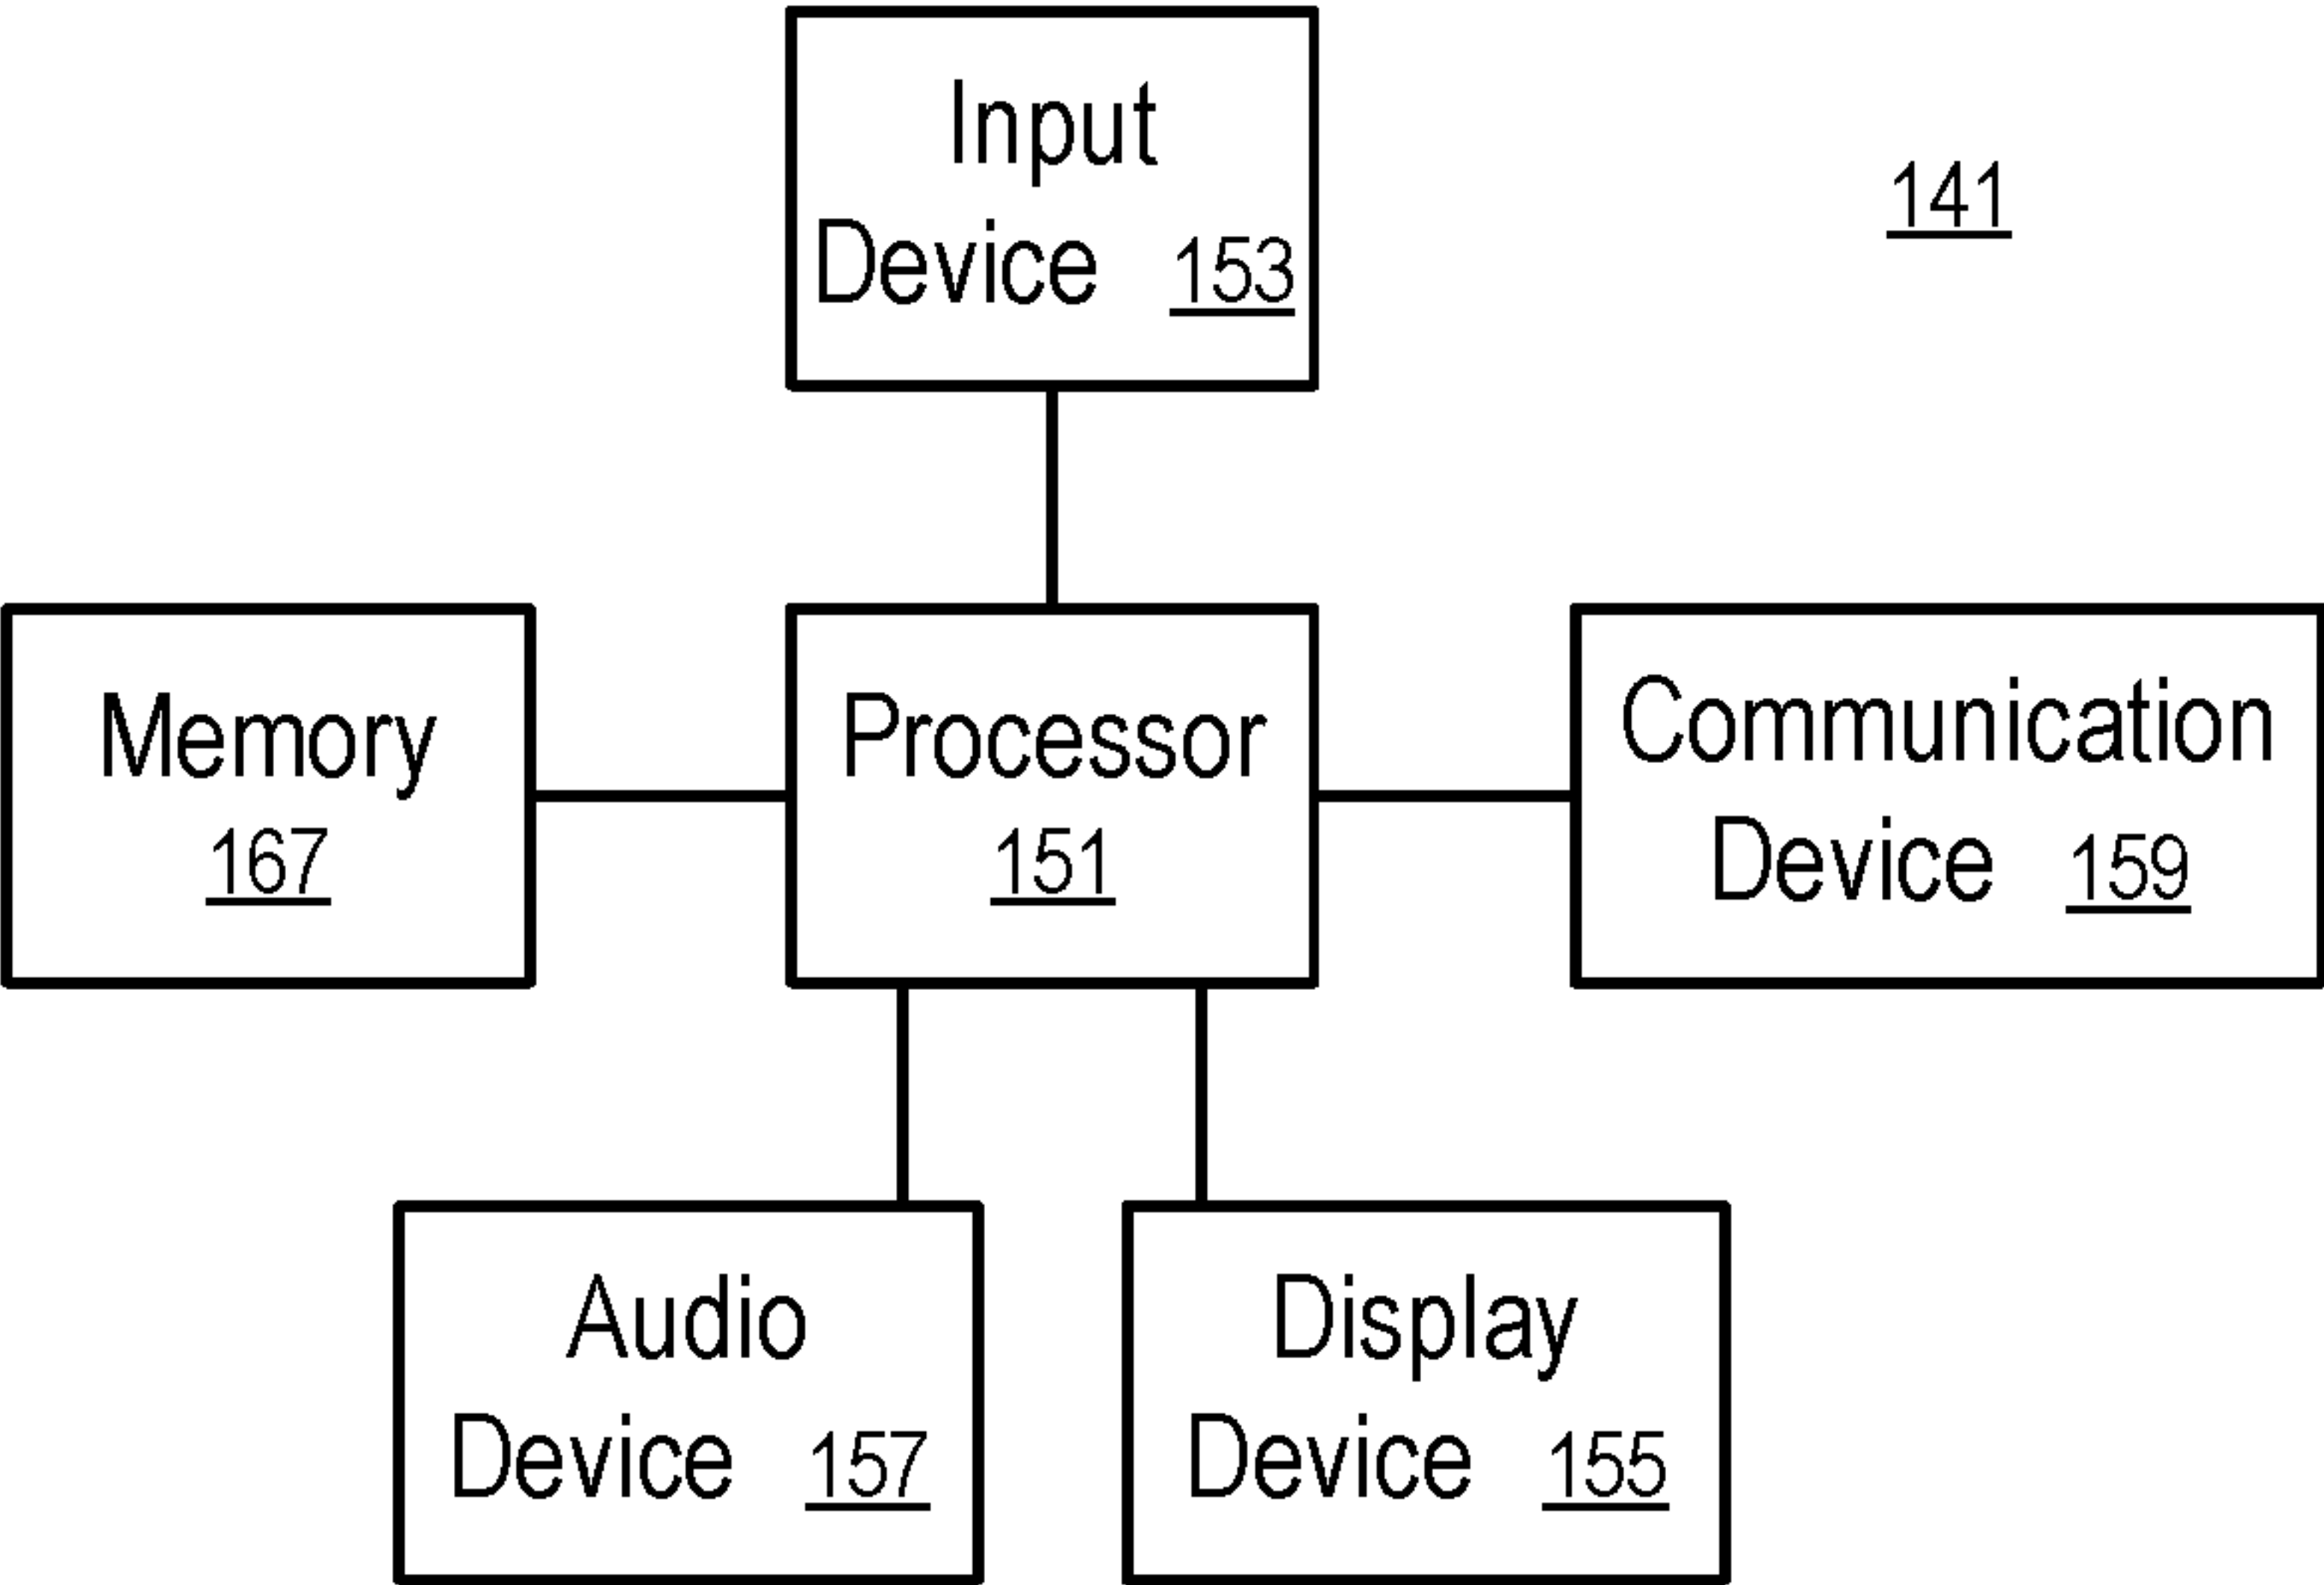 Input
Device 153
141
Memory
167
Processor
151
Communication
Device 159
Audio
Device 157
Display
Device 155